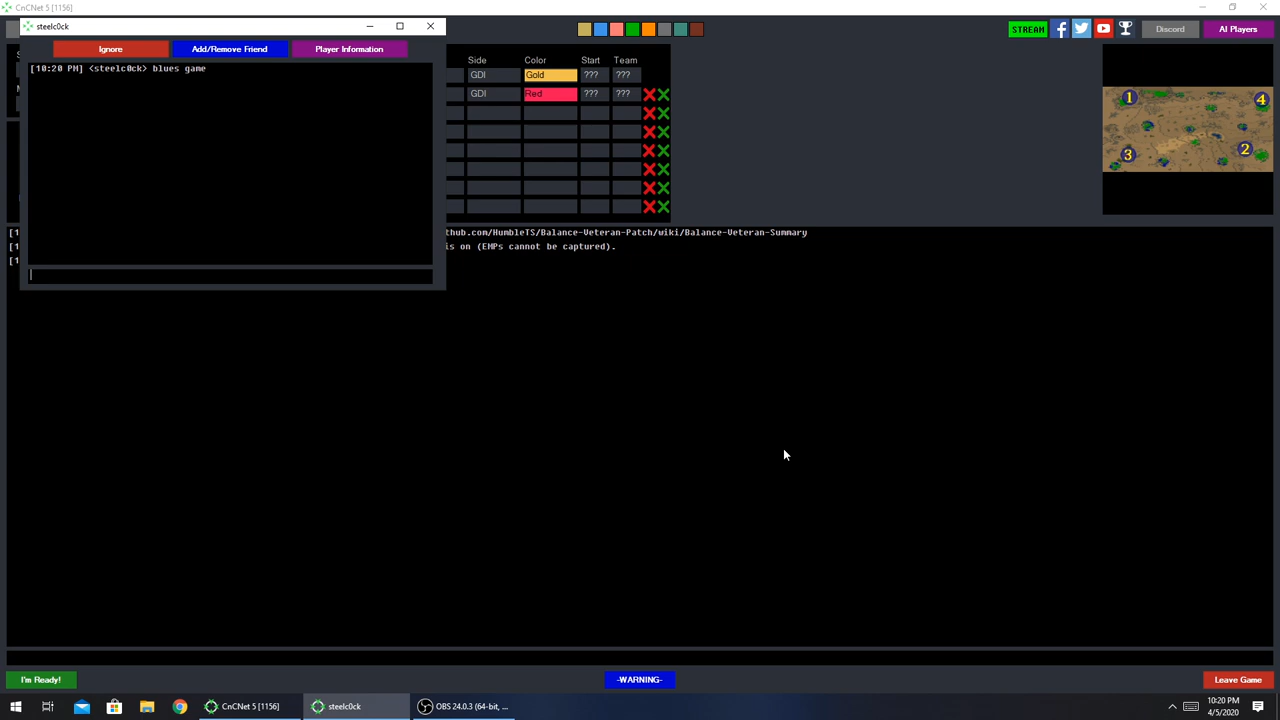 CnCNet 5 [1156]
steelc0ck
Ignore
Add/Remove Friend
Player Information
[10:20 PM] <steelc0ck> blues game
STREAM
Discord
AI Players
Side
Color
Start
Team
GDI
Gold
???
???
GDI
Red
???
???
1
4
3
2
thub.com/HumbleTS/Balance-Veteran-Patch/wiki/Balance-Veteran-Summary
is on (EMPs cannot be captured).
I'm Ready!
-WARNING-
Leave Game
CnCNet 5 [1156]
steelc0ck
OBS 24.0.3 (64-bit, ...
10:20 PM
4/5/2020